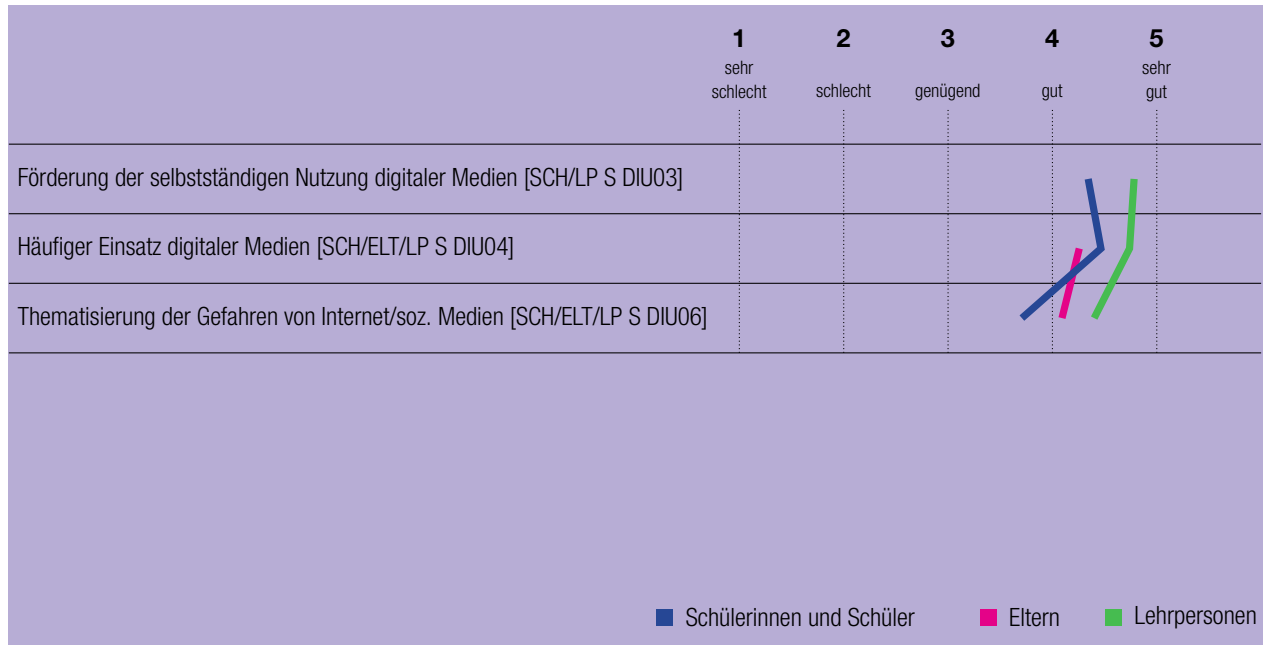 1 2 3 4 5
sehr schlecht schlecht genügend gut sehr gut
Förderung der selbstständigen Nutzung digitaler Medien [SCH/LP S DIU03]
Häufiger Einsatz digitaler Medien [SCH/ELT/LP S DIU04]
Thematisierung der Gefahren von Internet/soz. Medien [SCH/ELT/LP S DIU06]
Schülerinnen und Schüler Eltern Lehrpersonen